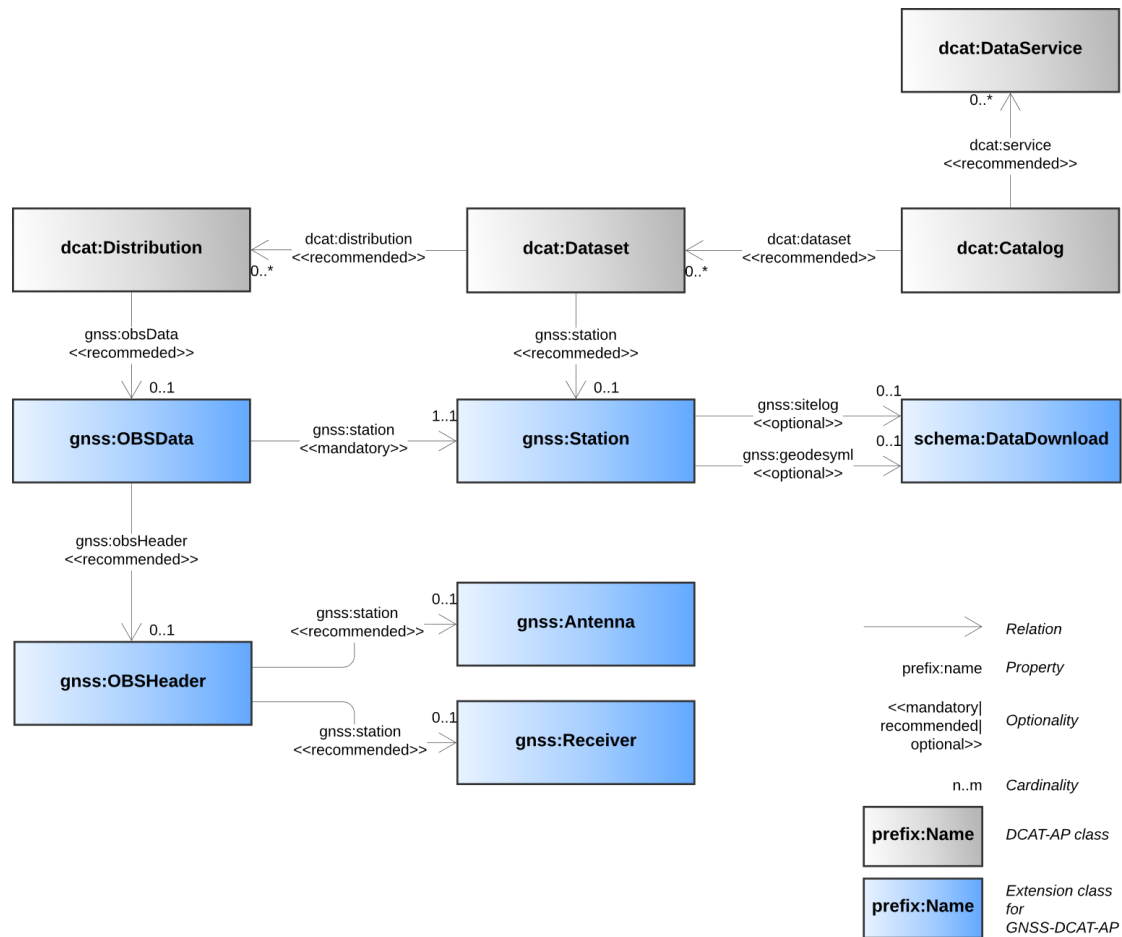 dcat:DataService
0..*
dcat:service
<<recommended>>
dcat:Distribution
dcat:distribution
<<recommended>>
0..*
dcat:Dataset
dcat:dataset
<<recommended>>
0..*
dcat:Catalog
gnss:obsData
<<recommeded>>
0..1
gnss:station
<<recommeded>>
0..1
gnss:OBSData
gnss:station
<<mandatory>>
1..1
gnss:Station
gnss:sitelog
<<optional>>
0..1
gnss:geodesyml
<<optional>>
0..1
schema:DataDownload
gnss:obsHeader
<<recommended>>
0..1
gnss:OBSHeader
gnss:station
<<recommended>>
0..1
gnss:Antenna
gnss:station
<<recommended>>
0..1
gnss:Receiver
Relation
prefix:name
Property
<<mandatory|
recommended|
optional>>
Optionality
n..m
Cardinality
prefix:Name
DCAT-AP class
prefix:Name
Extension class
for
GNSS-DCAT-AP